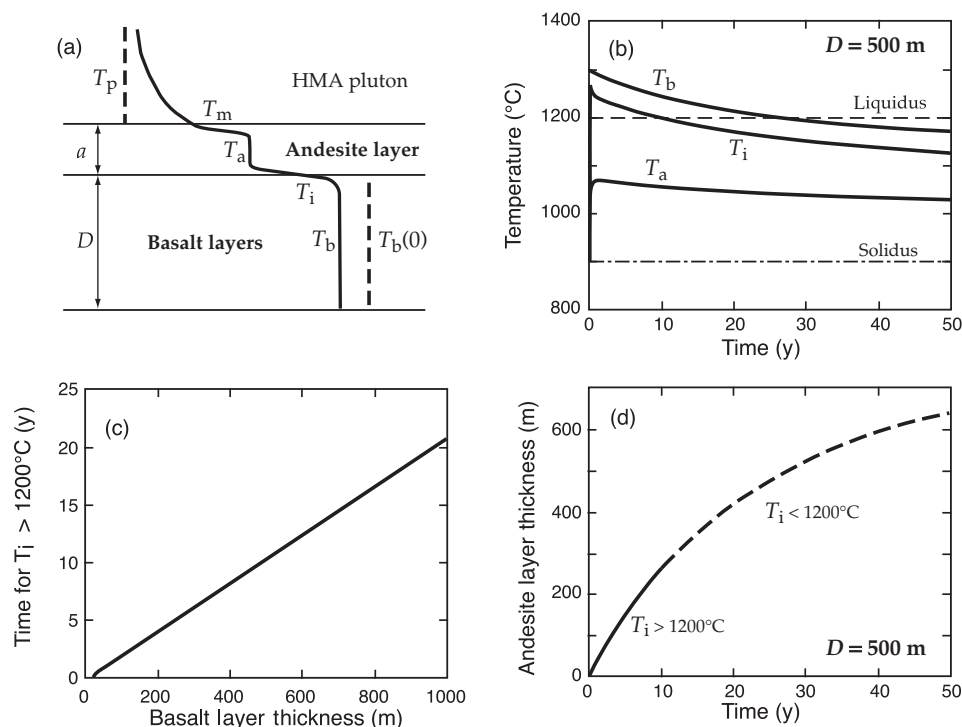 (a)
T_p
HMA pluton
T_m
a
T_a
Andesite layer
T_i
D
Basalt layers
T_b
T_b(0)
(b)
D = 500 m
T_b
Liquidus
T_i
T_a
Solidus
Temperature (°C)
1400
1200
1000
800
0
10
20
30
40
50
Time (y)
(c)
Time for T_i > 1200°C (y)
25
20
15
10
5
0
0
200
400
600
800
1000
Basalt layer thickness (m)
(d)
Andesite layer thickness (m)
600
400
200
0
T_i < 1200°C
T_i > 1200°C
D = 500 m
0
10
20
30
40
50
Time (y)